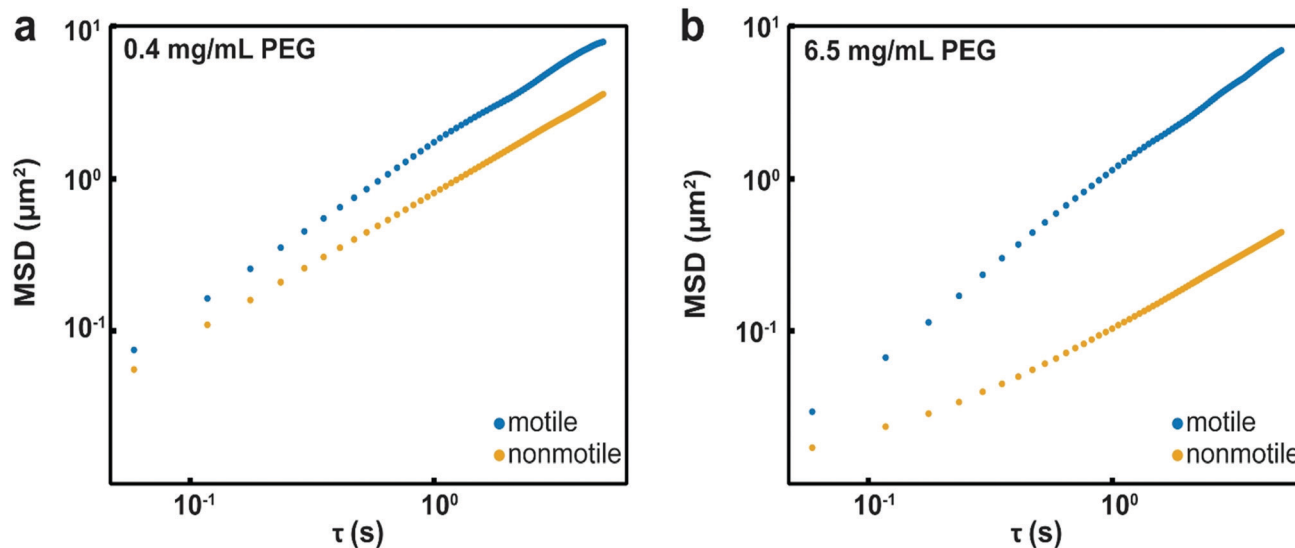 a
0.4 mg/mL PEG
MSD (μm²)
10¹
10⁰
10⁻¹
motile
nonmotile
10⁻¹
10⁰
τ (s)
b
6.5 mg/mL PEG
MSD (μm²)
10¹
10⁰
10⁻¹
motile
nonmotile
10⁻¹
10⁰
τ (s)